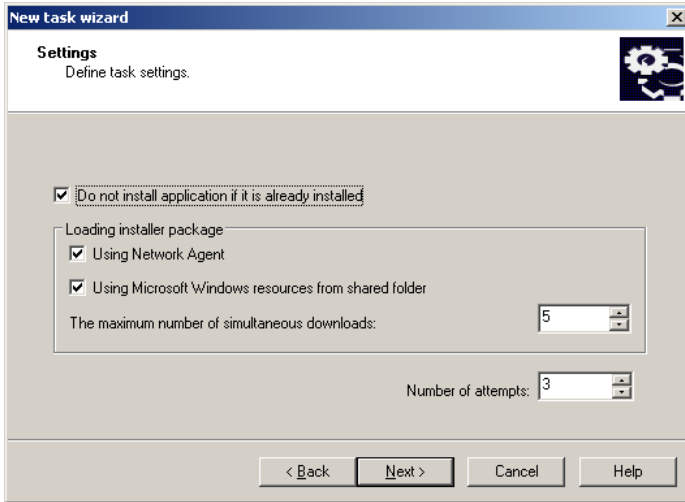 New task wizard
Settings
Define task settings.
Do not install application if it is already installed
Loading installer package
Using Network Agent
Using Microsoft Windows resources from shared folder
The maximum number of simultaneous downloads: 5
Number of attempts: 3
< Back Next > Cancel Help